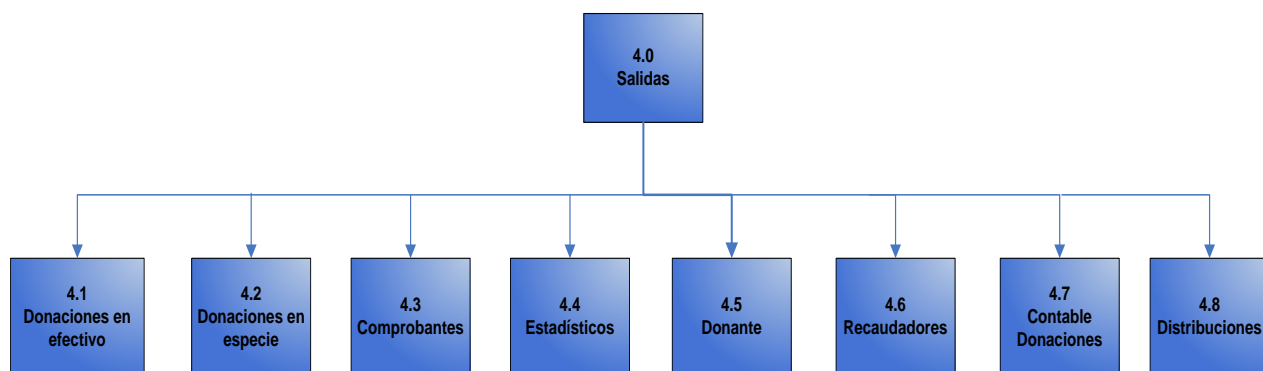 4.0
Salidas
4.1
Donaciones en
efectivo
4.2
Donaciones en
especie
4.3
Comprobantes
4.4
Estadísticos
4.5
Donante
4.6
Recaudadores
4.7
Contable
Donaciones
4.8
Distribuciones